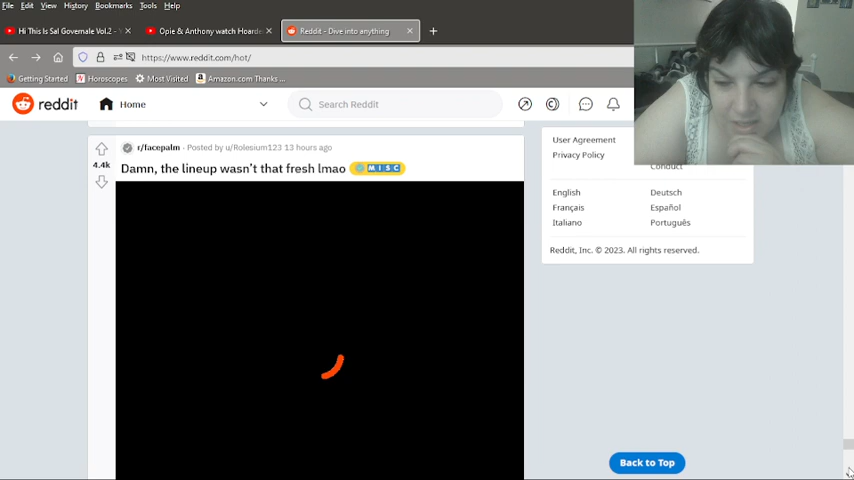 File Edit View History Bookmarks Tools Help
Hi This Is Sal Governale Vol.2 -
Opie & Anthony watch Hoarde
Reddit - Dive into anything
https://www.reddit.com/hot/
Getting Started Horoscopes Most Visited Amazon.com Thanks ...
reddit Home Search Reddit
r/facepalm · Posted by u/Rolesium123 13 hours ago
4.4k
Damn, the lineup wasn't that fresh lmao MISC
User Agreement
Privacy Policy
Conduct
English Deutsch
Français Español
Italiano Português
Reddit, Inc. © 2023. All rights reserved.
Back to Top